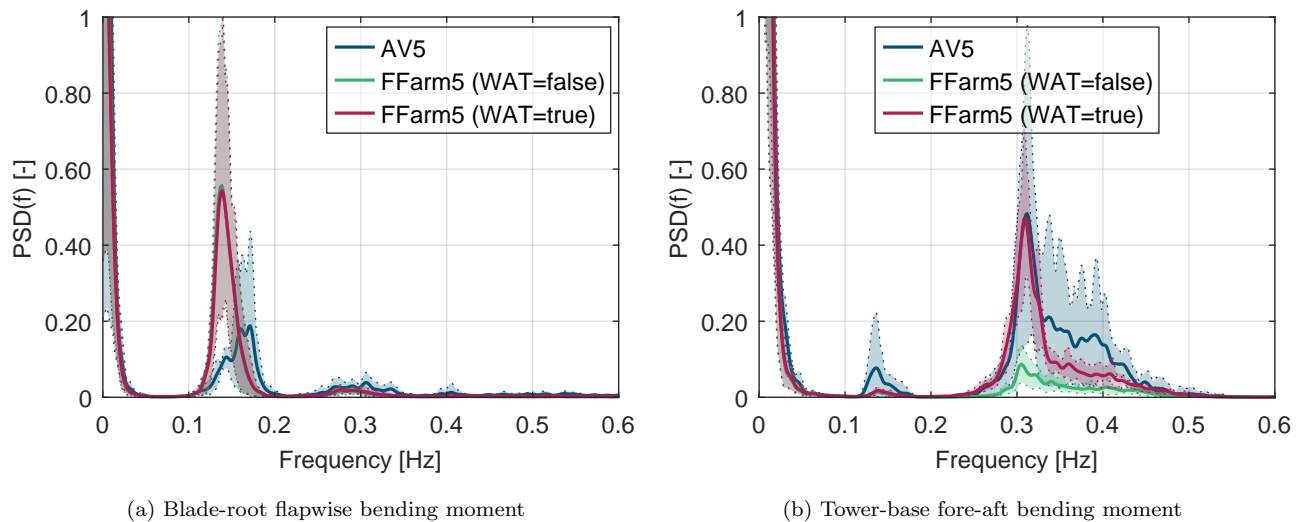 1
0.80
0.60
0.40
0.20
0
PSD(f) [-]
0 0.1 0.2 0.3 0.4 0.5 0.6
Frequency [Hz]
AV5
FFarm5 (WAT=false)
FFarm5 (WAT=true)
(a) Blade-root flapwise bending moment
1
0.80
0.60
0.40
0.20
0
PSD(f) [-]
0 0.1 0.2 0.3 0.4 0.5 0.6
Frequency [Hz]
AV5
FFarm5 (WAT=false)
FFarm5 (WAT=true)
(b) Tower-base fore-aft bending moment